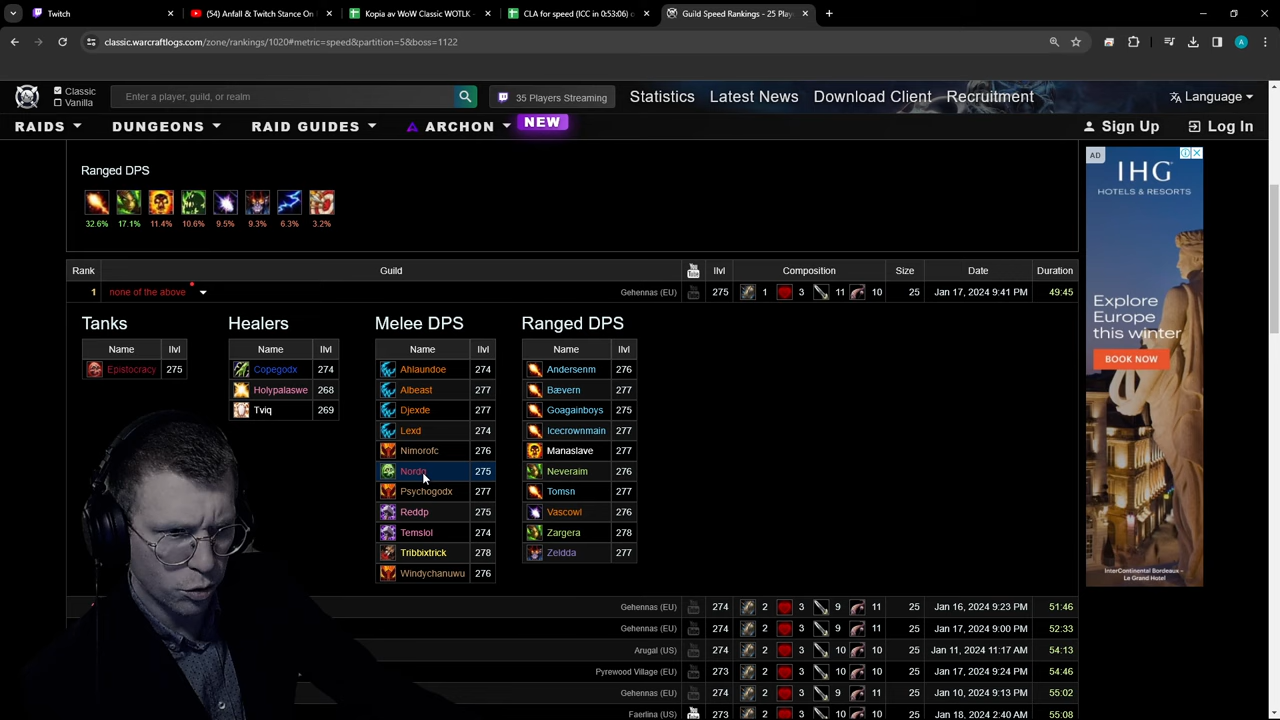 Twitch
(54) Anfall & Twitch Stance On
Kopia av WoW Classic WOTLK -
CLA for speed (ICC in 0:53:06)
Guild Speed Rankings - 25 Play
classic.warcraftlogs.com/zone/rankings/1020#metric=speed&partition=5&boss=1122
A
Classic
Vanilla
Enter a player, guild, or realm
35 Players Streaming
Statistics
Latest News
Download Client
Recruitment
Language
RAIDS
DUNGEONS
RAID GUIDES
ARCHON
NEW
Sign Up
Log In
Ranged DPS
32.6% 17.1% 11.4% 10.6% 9.5% 9.3% 6.3% 3.2%
Rank Guild ilvl Composition Size Date Duration
1 none of the above Gehennas (EU) 275 1 3 11 10 25 Jan 17, 2024 9:41 PM 49:45
Tanks
Name Ilvl
Epistocracy 275
Healers
Name Ilvl
Copegodx 274
Holypalaswe 268
Tviq 269
Melee DPS
Name Ilvl
Ahlaundoe 274
Albeast 277
Djexde 277
Lexd 274
Nimorofc 276
Nordg 275
Psychogodx 277
Reddp 275
Temslol 274
Tribbixtrick 278
Windychanuwu 276
Ranged DPS
Name Ilvl
Andersenm 276
Bævern 277
Goagainboys 275
Icecrownmain 277
Manaslave 277
Neveraim 276
Tomsn 277
Vascowl 276
Zargera 278
Zeldda 277
Gehennas (EU) 274 2 3 9 11 25 Jan 16, 2024 9:23 PM 51:46
Gehennas (EU) 274 2 3 9 11 25 Jan 17, 2024 9:00 PM 52:33
Arugal (US) 274 2 3 10 10 25 Jan 11, 2024 11:17 AM 54:13
Pyrewood Village (EU) 273 2 3 10 10 25 Jan 17, 2024 9:24 PM 54:46
Gehennas (EU) 274 2 3 9 11 25 Jan 10, 2024 9:13 PM 55:02
Faerlina (US) 273 2 3 10 10 25 Jan 18, 2024 2:40 AM 55:08
AD
IHG
HOTELS & RESORTS
Explore
Europe
this winter
BOOK NOW
InterContinental Bordeaux -
Le Grand Hotel